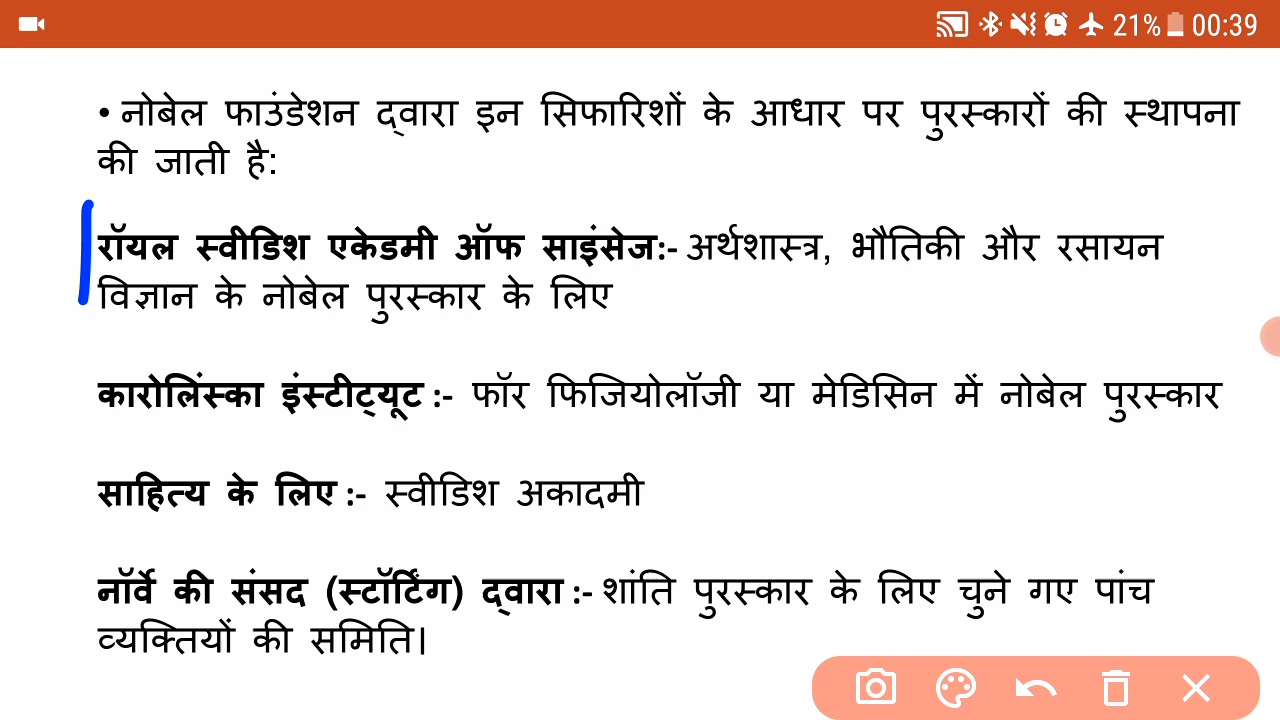 21% 00:39
• नोबेल फाउंडेशन द्वारा इन सिफारिशों के आधार पर पुरस्कारों की स्थापना
की जाती है:
रॉयल स्वीडिश एकेडमी ऑफ साइंसेज:- अर्थशास्त्र, भौतिकी और रसायन
विज्ञान के नोबेल पुरस्कार के लिए
कारोलिंस्का इंस्टीट्यूट :- फॉर फिजियोलॉजी या मेडिसिन में नोबेल पुरस्कार
साहित्य के लिए :- स्वीडिश अकादमी
नॉर्वे की संसद (स्टॉर्टिंग) द्वारा :- शांति पुरस्कार के लिए चुने गए पांच
व्यक्तियों की समिति।